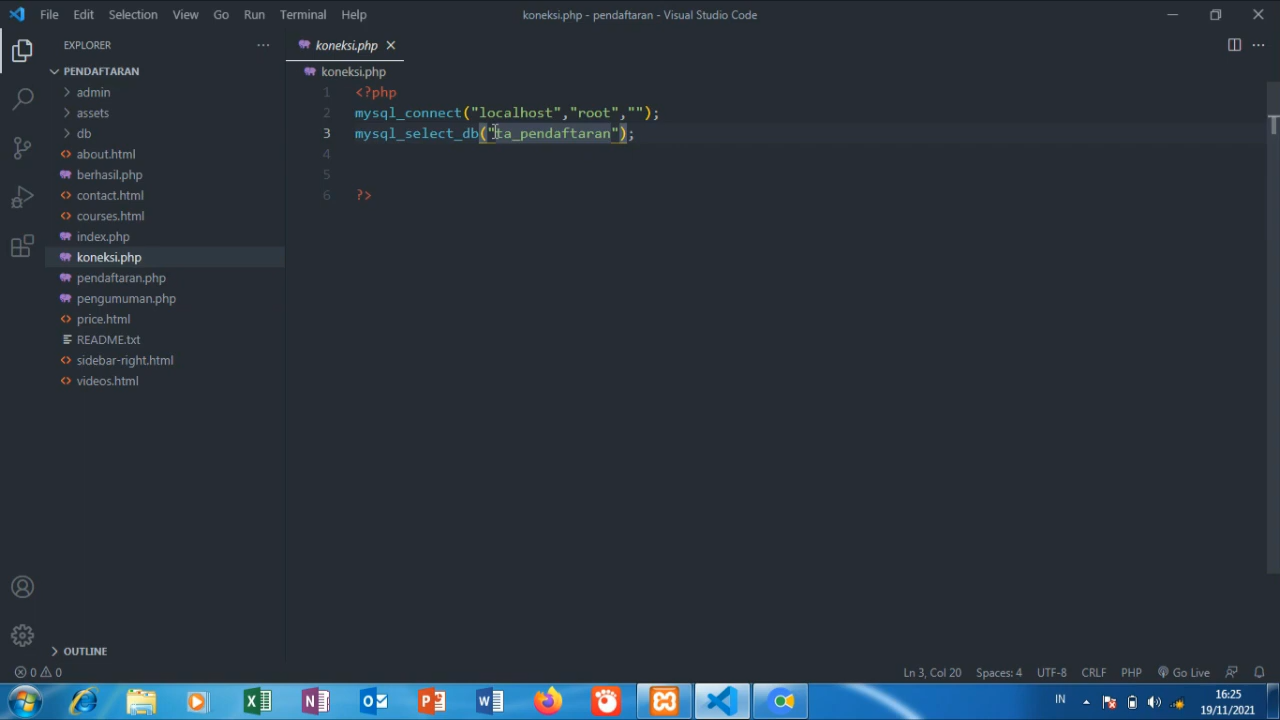 File Edit Selection View Go Run Terminal Help
koneksi.php - pendaftaran - Visual Studio Code
EXPLORER
koneksi.php
PENDAFTARAN
koneksi.php
admin
assets
db
about.html
berhasil.php
contact.html
courses.html
index.php
koneksi.php
pendaftaran.php
pengumuman.php
price.html
README.txt
sidebar-right.html
videos.html
1 <?php
2 mysql_connect("localhost","root","");
3 mysql_select_db("ta_pendaftaran");
4
5
6 ?>
OUTLINE
0 0
Ln 3, Col 20 Spaces: 4 UTF-8 CRLF PHP Go Live
IN
16:25
19/11/2021